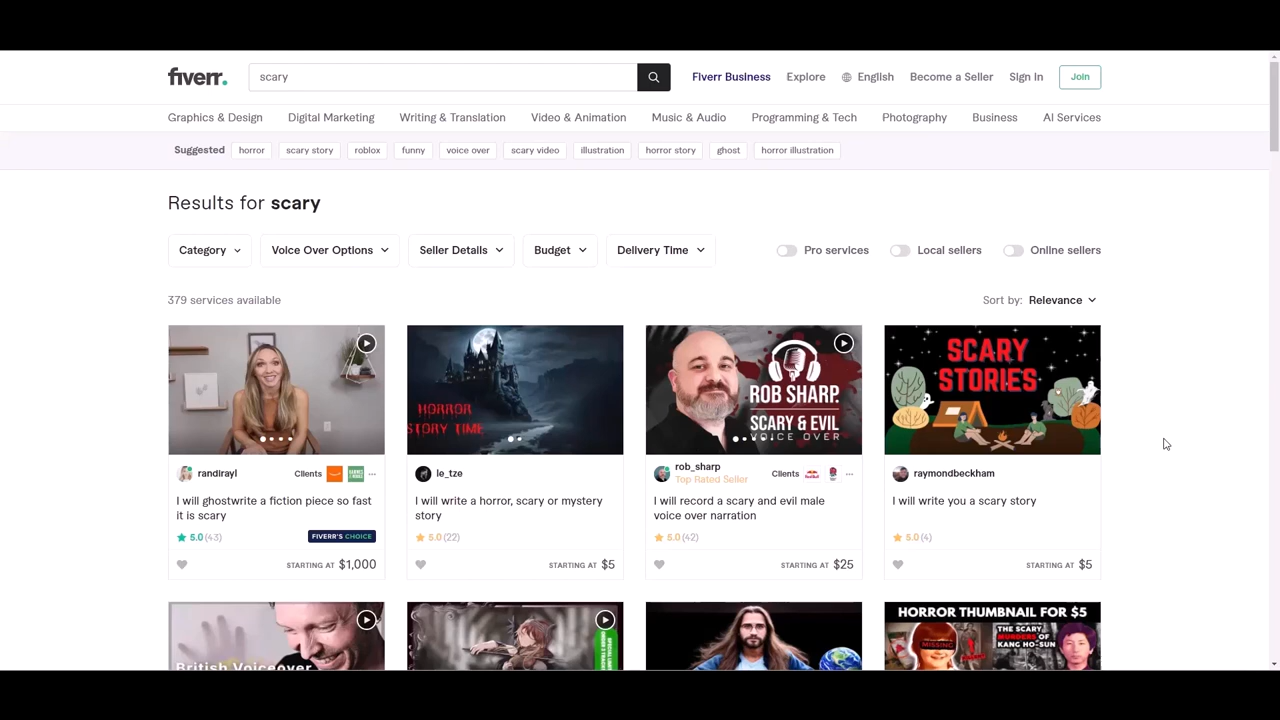 fiverr.
scary
Fiverr Business
Explore
English
Become a Seller
Sign in
Join
Graphics & Design
Digital Marketing
Writing & Translation
Video & Animation
Music & Audio
Programming & Tech
Photography
Business
AI Services
Suggested
horror
scary story
roblox
funny
voice over
scary video
illustration
horror story
ghost
horror illustration
Results for scary
Category
Voice Over Options
Seller Details
Budget
Delivery Time
Pro services
Local sellers
Online sellers
379 services available
Sort by: Relevance
HORROR
STORY TIME
ROB SHARP
SCARY & EVIL
VOICE OVER
SCARY
STORIES
randirayl
Clients
I will ghostwrite a fiction piece so fast
it is scary
5.0 (43)
FIVERR'S CHOICE
STARTING AT $1,000
le_tze
I will write a horror, scary or mystery
story
5.0 (22)
STARTING AT $5
rob_sharp
Top Rated Seller
Clients
I will record a scary and evil male
voice over narration
5.0 (42)
STARTING AT $25
raymondbeckham
I will write you a scary story
5.0 (4)
STARTING AT $5
British Voiceover
HORROR THUMBNAIL FOR $5
MISSING
THE SCARY
MURDERS OF
KANG HO-SUN